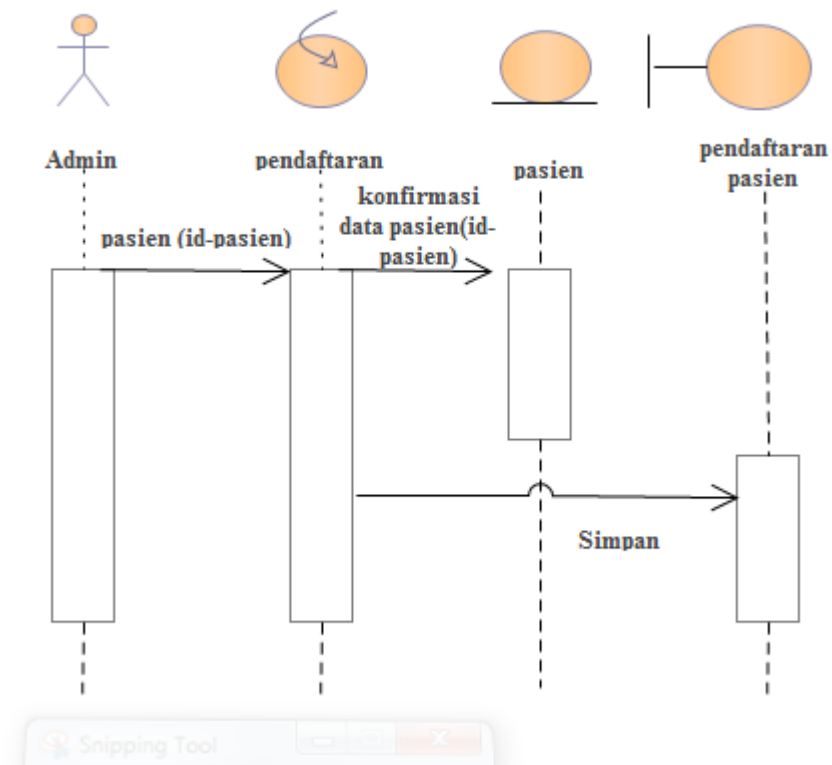 Admin
pendaftaran
pasien
pendaftaran
pasien
konfirmasi
data pasien(id-
pasien)
pasien (id-pasien)
Simpan
Snipping Tool